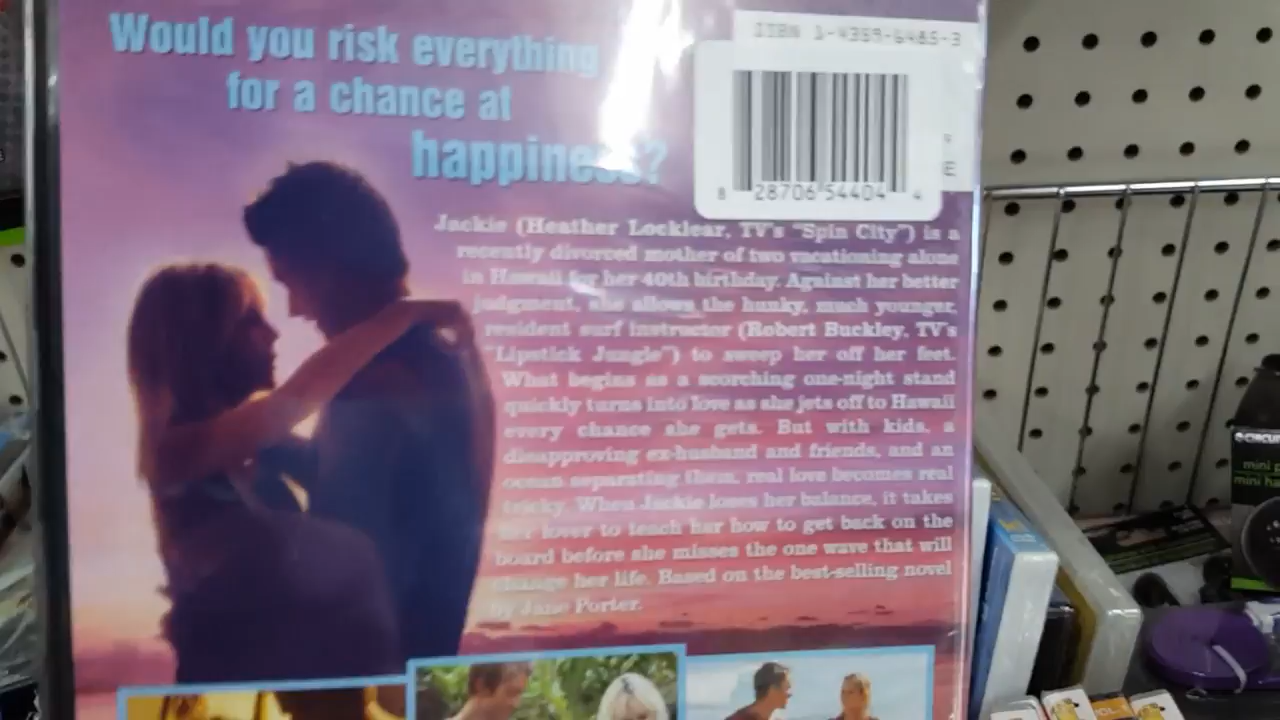 Would you risk everything
for a chance at
happiness?
ISBN 1-4359-6485-3
E
8 28706 54404 4
Jackie (Heather Locklear, TV's "Spin City") is a
recently divorced mother of two vacationing alone
in Hawaii for her 40th birthday. Against her better
judgment, she allows the hunky, much younger,
resident surf instructor (Robert Buckley, TV's
"Lipstick Jungle") to sweep her off her feet.
What begins as a scorching one-night stand
quickly turns into love as she jets off to Hawaii
every chance she gets. But with kids, a
disapproving ex-husband and friends, and an
ocean separating them, real love becomes real
tricky. When Jackie loses her balance, it takes
her lover to teach her how to get back on the
board before she misses the one wave that will
change her life. Based on the best-selling novel
by Jane Porter.
mini
mini